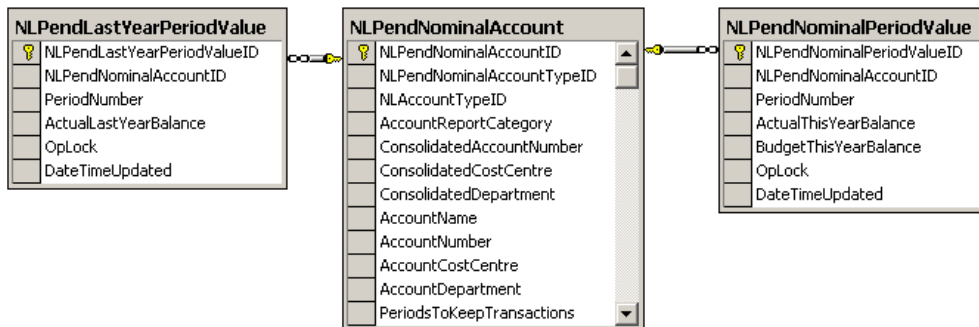 NLPendLastYearPeriodValue
NLPendLastYearPeriodValueID
NLPendNominalAccountID
PeriodNumber
ActualLastYearBalance
OpLock
DateTimeUpdated
NLPendNominalAccount
NLPendNominalAccountID
NLPendNominalAccountTypeID
NLAccountTypeID
AccountReportCategory
ConsolidatedAccountNumber
ConsolidatedCostCentre
ConsolidatedDepartment
AccountName
AccountNumber
AccountCostCentre
AccountDepartment
PeriodsToKeepTransactions
NLPendNominalPeriodValue
NLPendNominalPeriodValueID
NLPendNominalAccountID
PeriodNumber
ActualThisYearBalance
BudgetThisYearBalance
OpLock
DateTimeUpdated